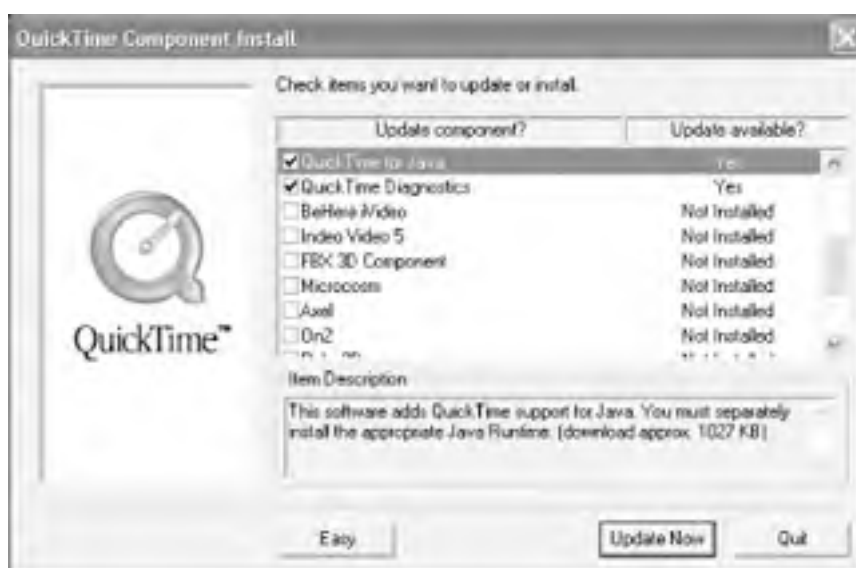 QuickTime Component Install
Check items you want to update or install.
Update component? Update available?
QuickTime for Java Yes
QuickTime Diagnostics Yes
BeHere iVideo Not Installed
Indeo Video 5 Not Installed
FBX 3D Component Not Installed
Microcosm Not Installed
Axel Not Installed
On2 Not Installed
QuickTime™
Item Description
This software adds QuickTime support for Java. You must separately
install the appropriate Java Runtime. (download approx. 1027 KB)
Easy Update Now Quit